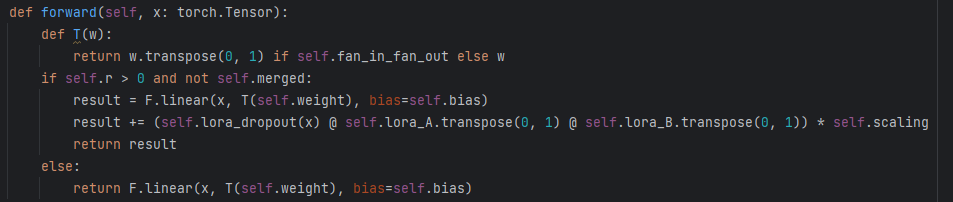 def forward(self, x: torch.Tensor):
    def T(w):
        return w.transpose(0, 1) if self.fan_in_fan_out else w
    if self.r > 0 and not self.merged:
        result = F.linear(x, T(self.weight), bias=self.bias)
        result += (self.lora_dropout(x) @ self.lora_A.transpose(0, 1) @ self.lora_B.transpose(0, 1)) * self.scaling
        return result
    else:
        return F.linear(x, T(self.weight), bias=self.bias)